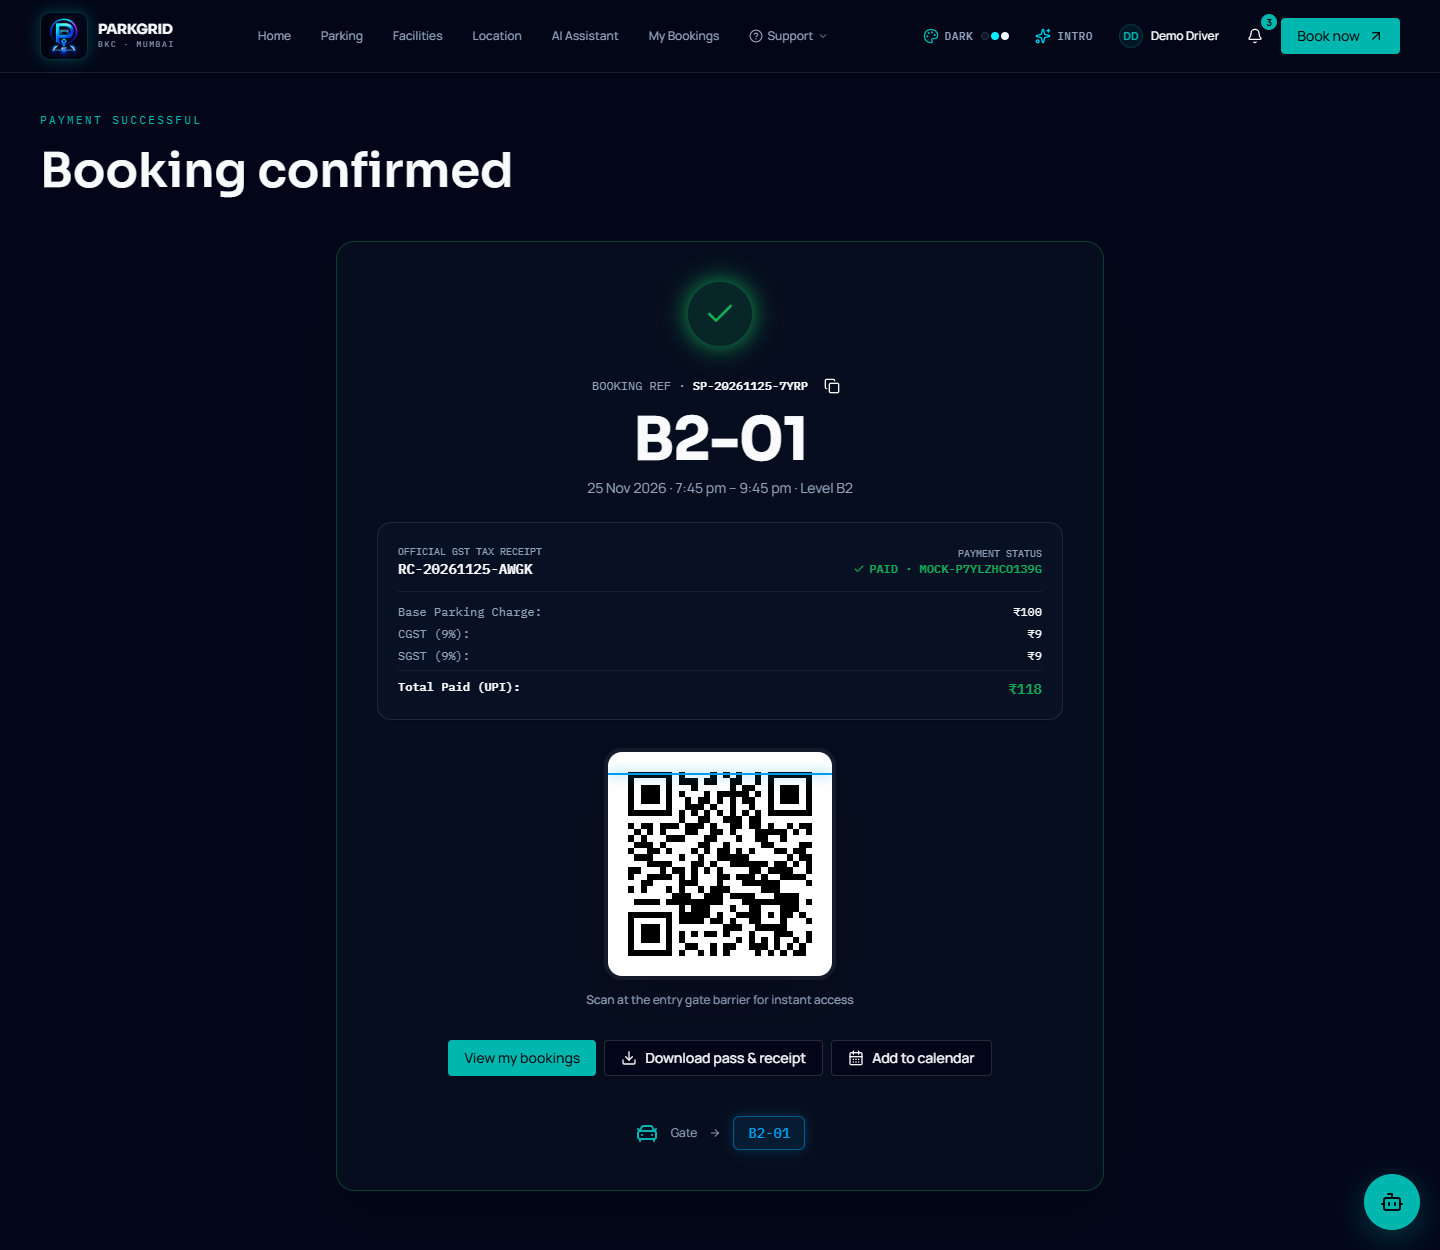 PARKGRID
BKC · MUMBAI
Home
Parking
Facilities
Location
AI Assistant
My Bookings
Support
DARK
INTRO
DD
Demo Driver
3
Book now
PAYMENT SUCCESSFUL
Booking confirmed
BOOKING REF · SP-20261125-7YRP
B2-01
25 Nov 2026 · 7:45 pm – 9:45 pm · Level B2
OFFICIAL GST TAX RECEIPT
RC-20261125-AWGK
PAYMENT STATUS
PAID · MOCK-P7YLZHCO139G
Base Parking Charge: ₹100
CGST (9%): ₹9
SGST (9%): ₹9
Total Paid (UPI): ₹118
Scan at the entry gate barrier for instant access
View my bookings
Download pass & receipt
Add to calendar
Gate → B2-01